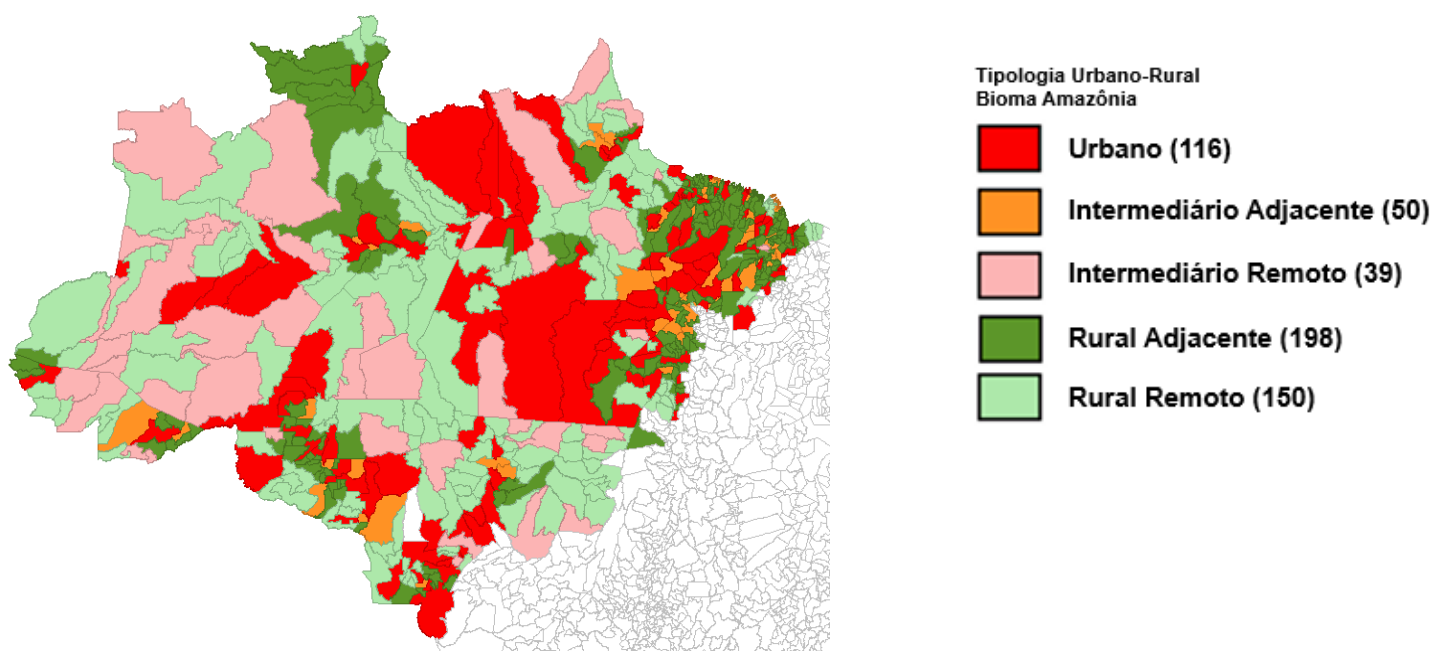 Tipologia Urbano-Rural
Bioma Amazônia
Urbano (116)
Intermediário Adjacente (50)
Intermediário Remoto (39)
Rural Adjacente (198)
Rural Remoto (150)